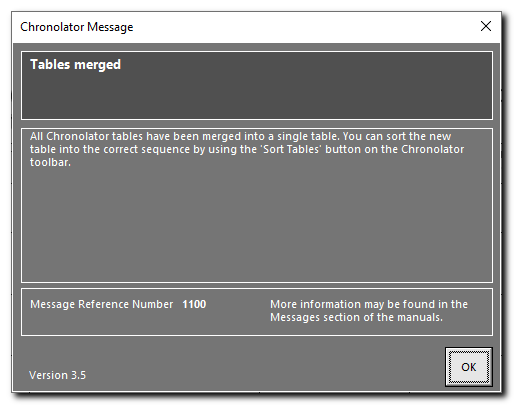 Chronolator Message
Tables merged
All Chronolator tables have been merged into a single table. You can sort the new
table into the correct sequence by using the 'Sort Tables' button on the Chronolator
toolbar.
Message Reference Number 1100
More information may be found in the
Messages section of the manuals.
Version 3.5
OK